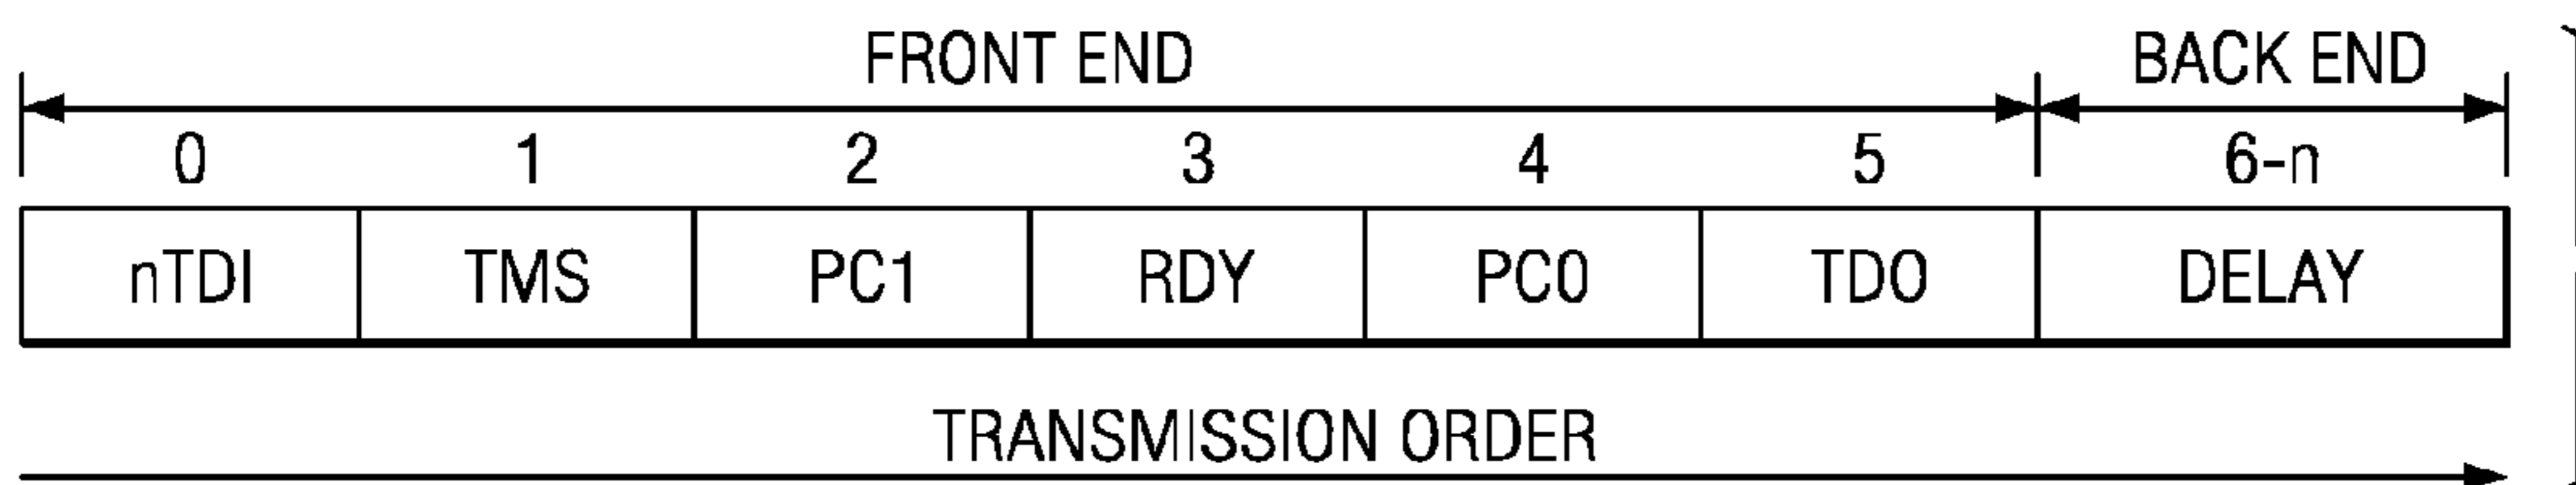 FRONT END BACK END
0 1 2 3 4 5 6-n
nTDI TMS PC1 RDY PC0 TDO DELAY
TRANSMISSION ORDER